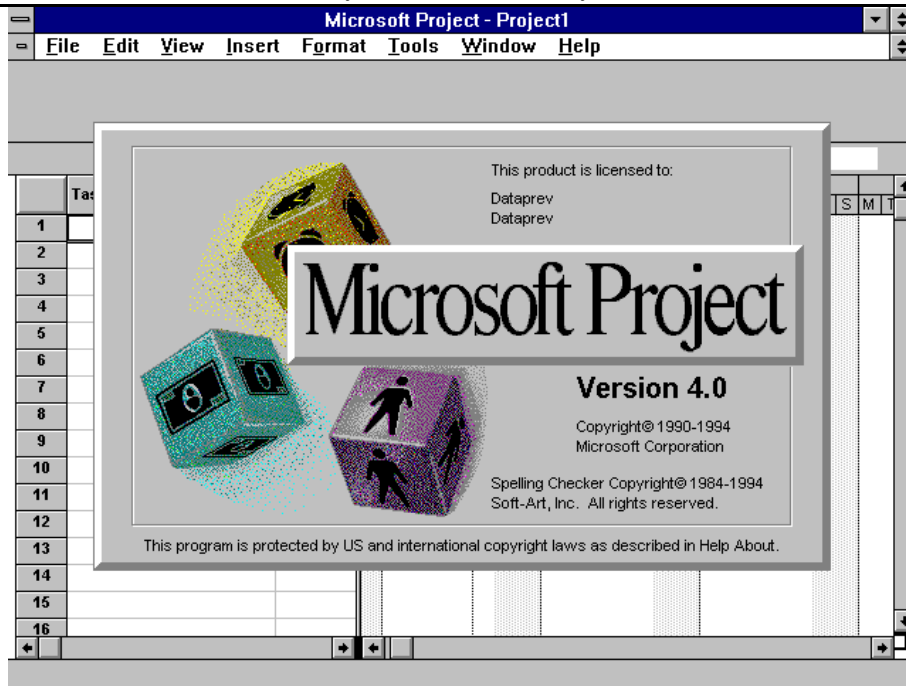 Microsoft Project - Project1
File Edit View Insert Format Tools Window Help
This product is licensed to:
Dataprev
Dataprev
S M T
1
2
3
4
5
6
7
8
9
10
11
12
13
14
15
16
Microsoft Project
Version 4.0
Copyright© 1990-1994
Microsoft Corporation
Spelling Checker Copyright© 1984-1994
Soft-Art, Inc. All rights reserved.
This program is protected by US and international copyright laws as described in Help About.